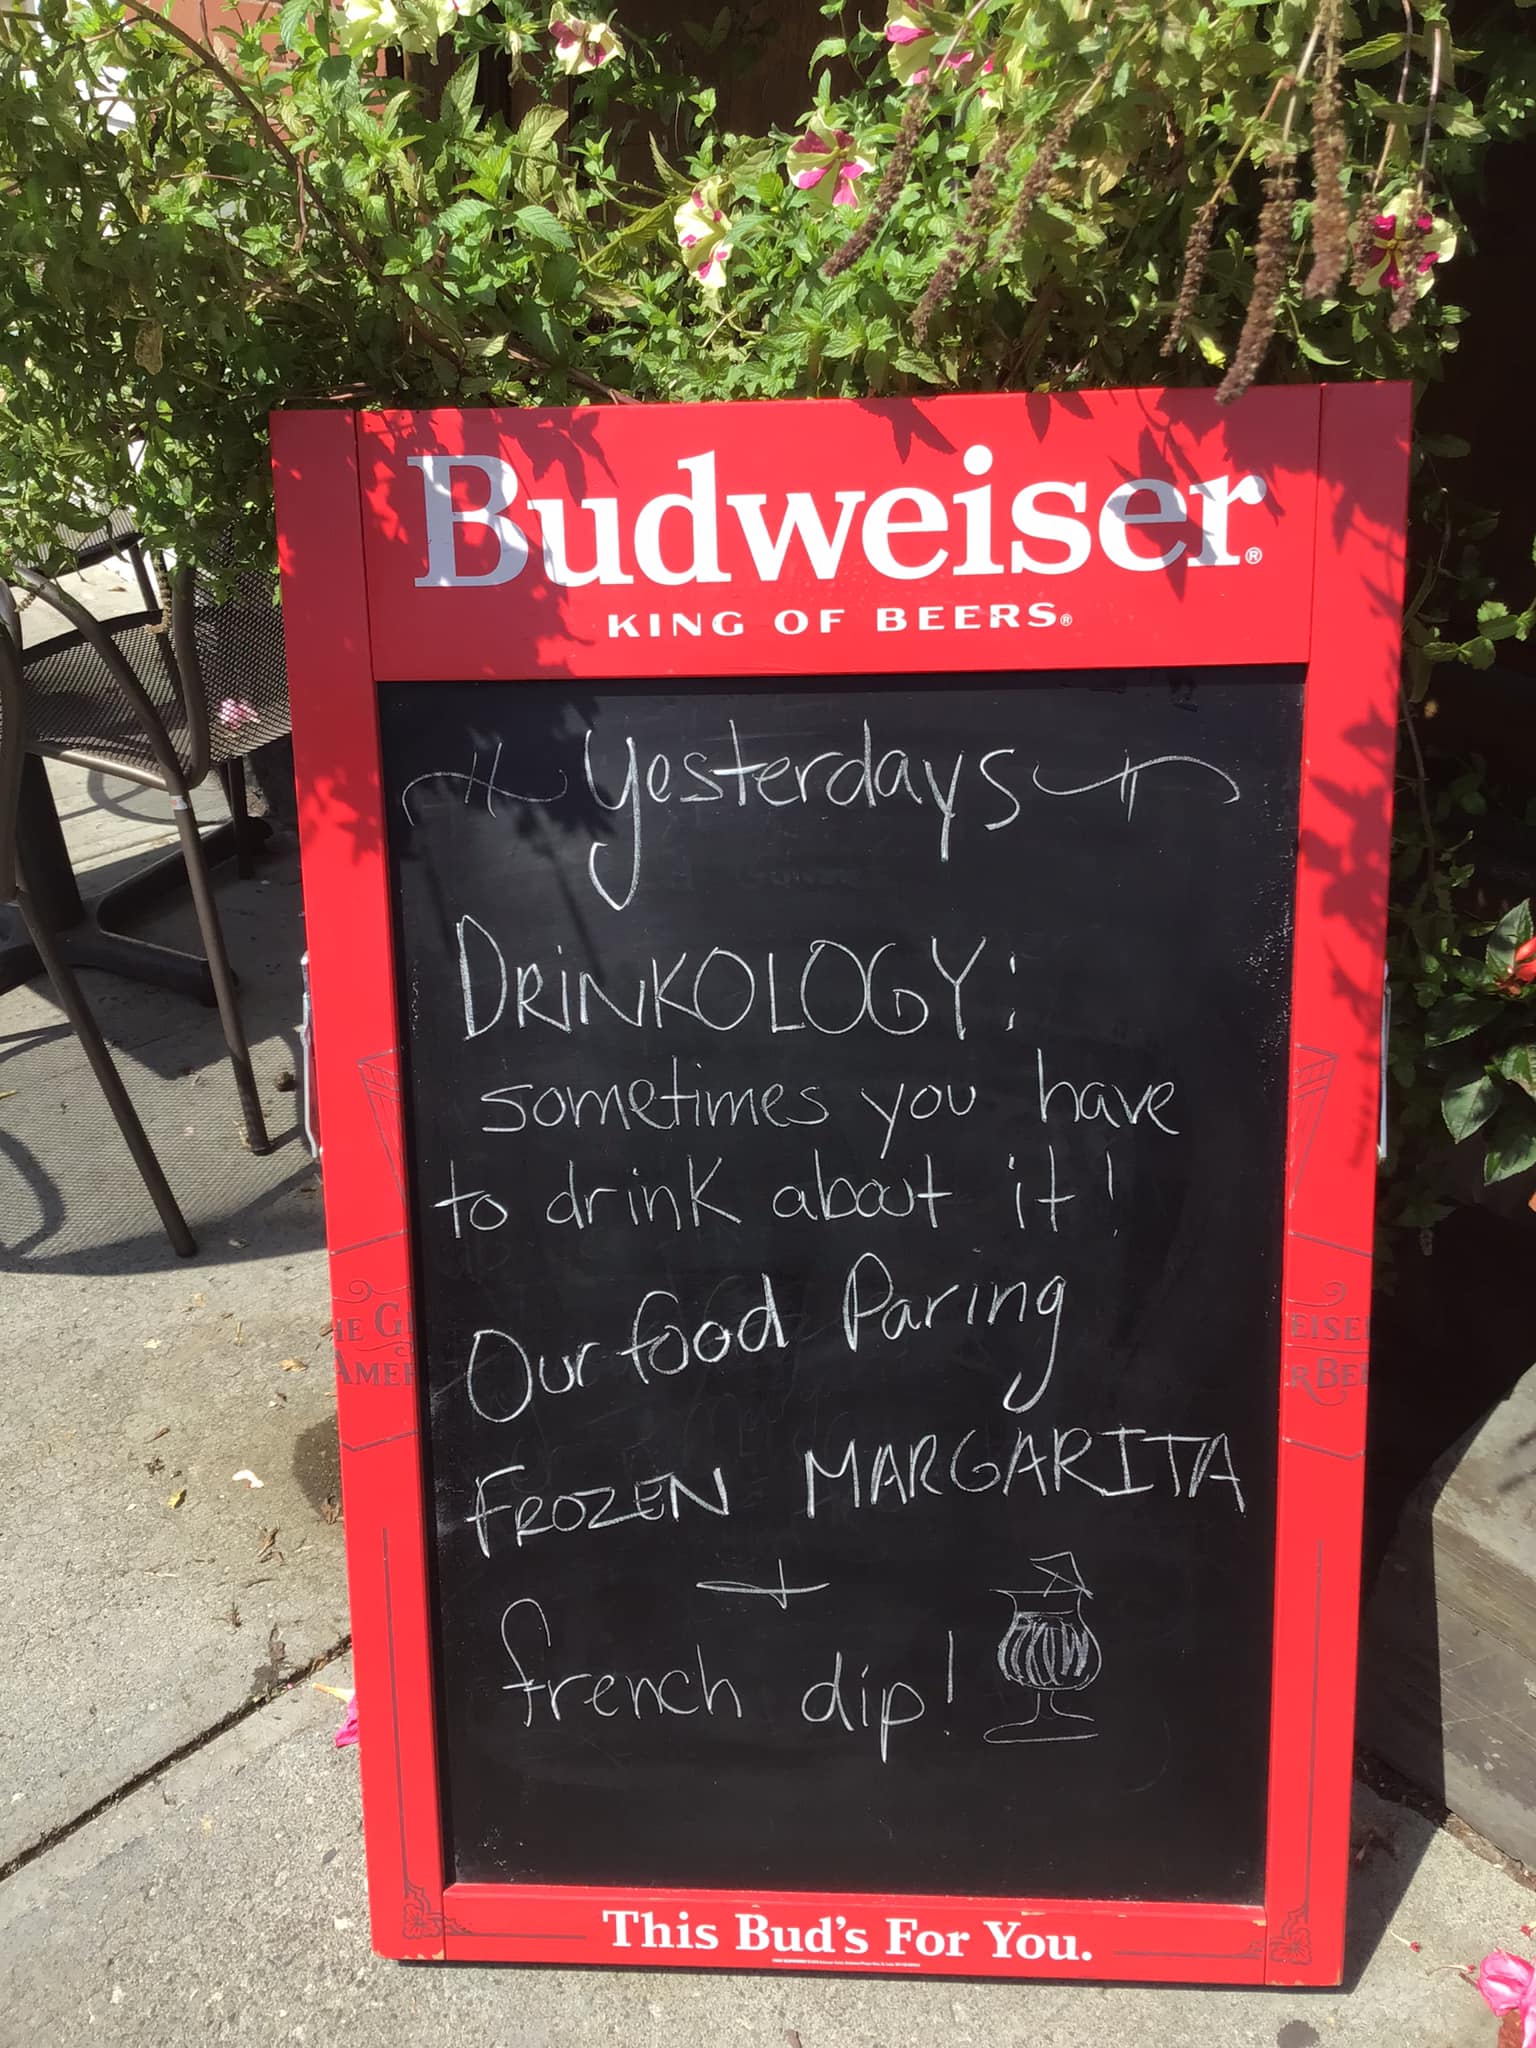 Budweiser®
KING OF BEERS®
Yesterdays
DRINKOLOGY:
sometimes you have
to drink about it!
Our food Paring
FROZEN MARGARITA
+
french dip!
This Bud's For You.